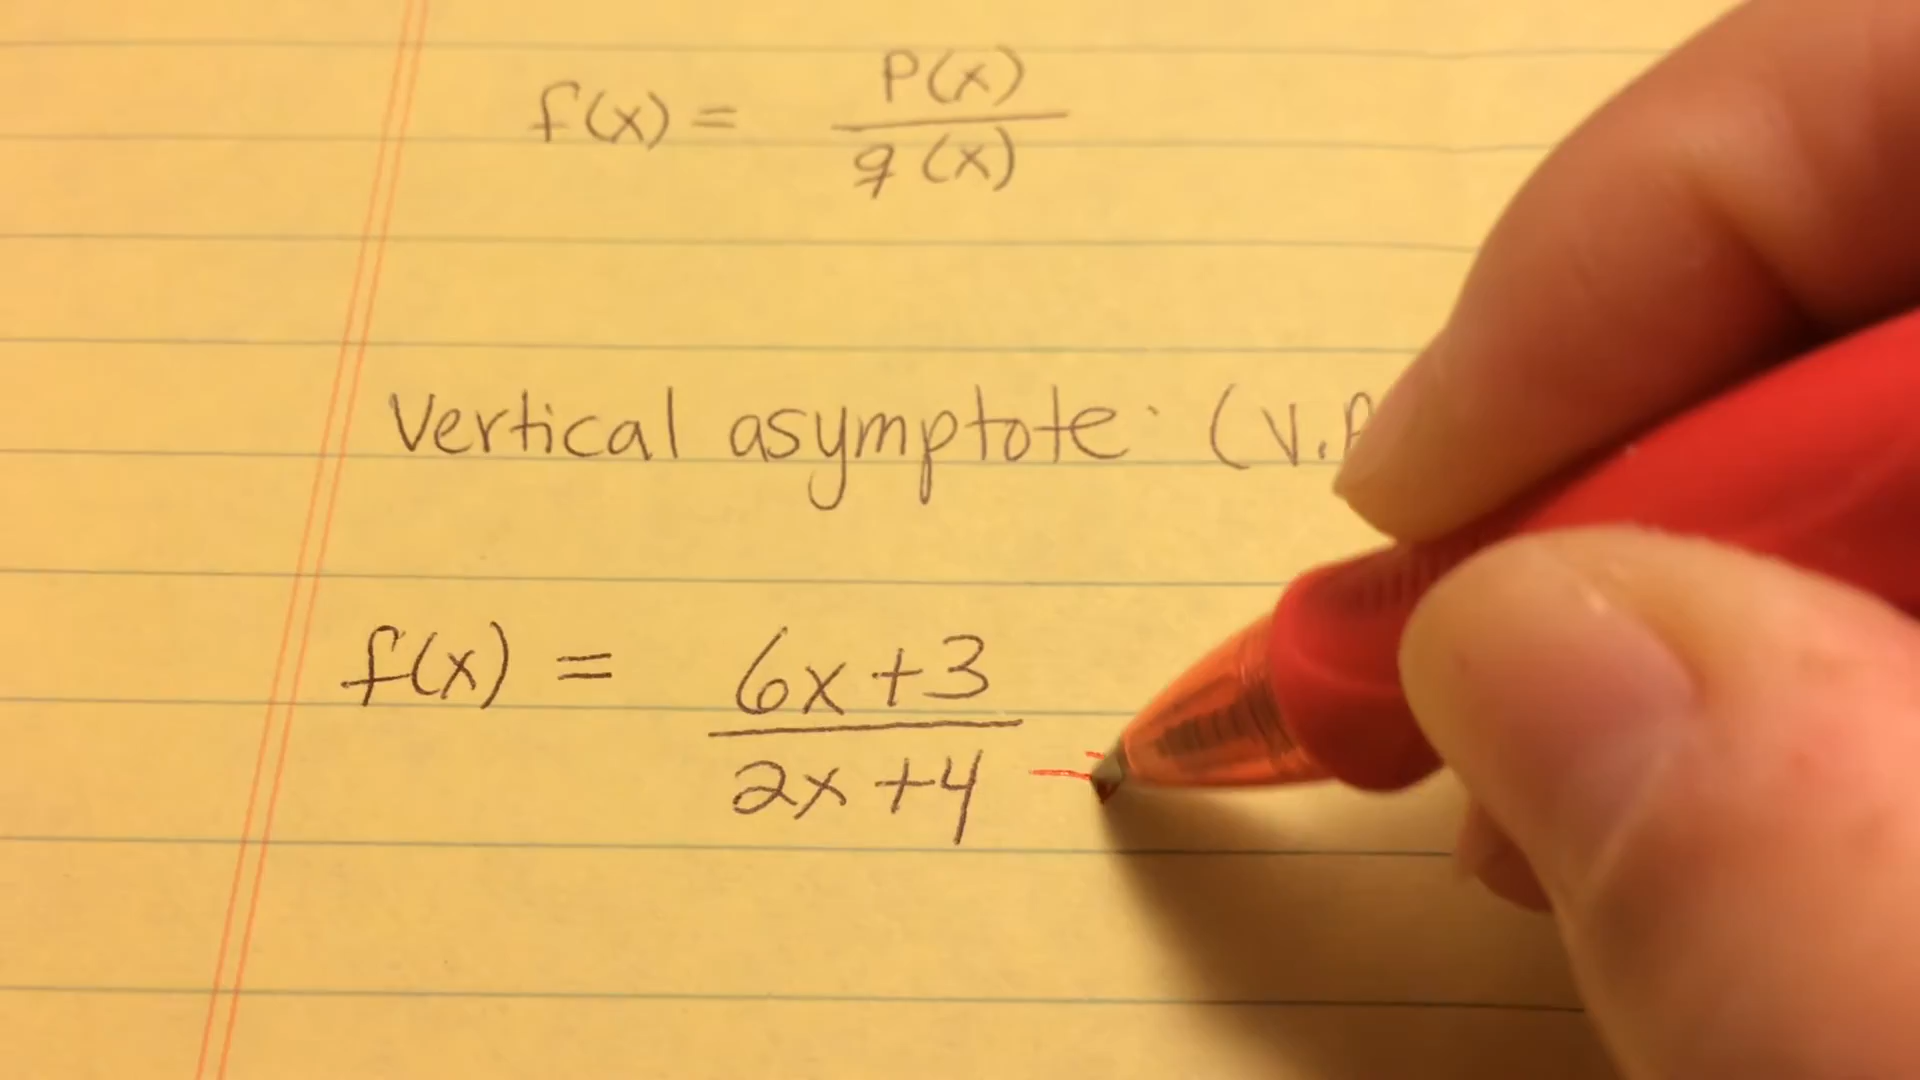 f(x) = P(x)
q(x)
Vertical asymptote: (V.A
f(x) = 6x+3
2x+4